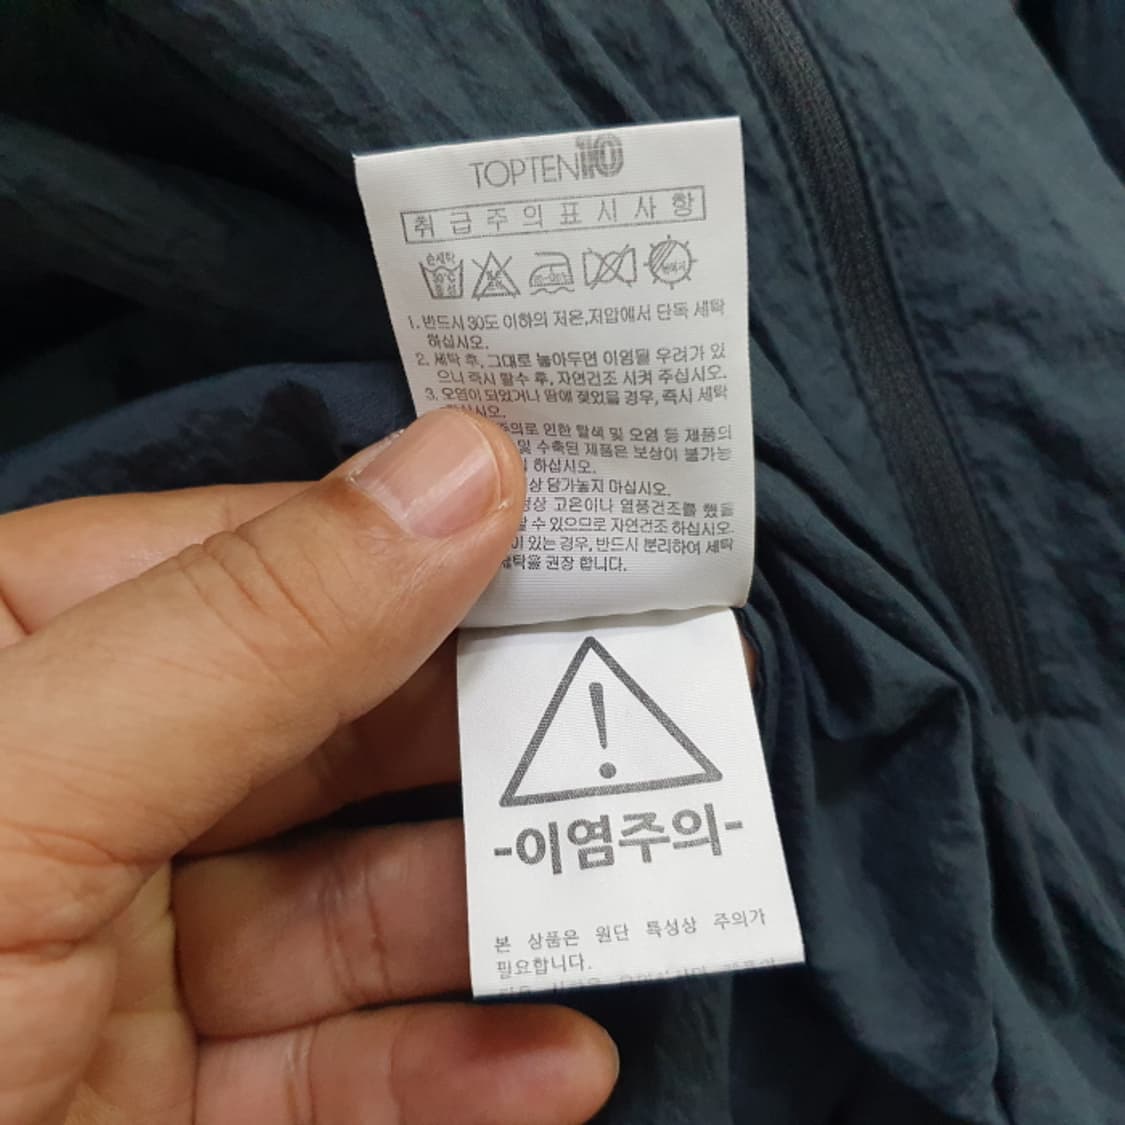 TOPTEN10
취급주의표시사항
손세탁
30℃
중성
1. 반드시 30도 이하의 저온,저압에서 단독 세탁
하십시오.
2. 세탁 후, 그대로 놓아두면 이염될 우려가 있
으니 즉시 탈수 후, 자연건조 시켜 주십시오.
3. 오염이 되었거나 땀에 젖었을 경우, 즉시 세탁
하십시오.
인한 탈색 및 오염 등 제품의
및 수축된 제품은 보상이 불가능
하십시오.
담가놓지 마십시오.
고온이나 열풍건조를 했을
수 있으므로 자연건조 하십시오.
있는 경우, 반드시 분리하여 세탁
권장 합니다.
-이염주의-
본 상품은 원단 특성상 주의가
필요합니다.